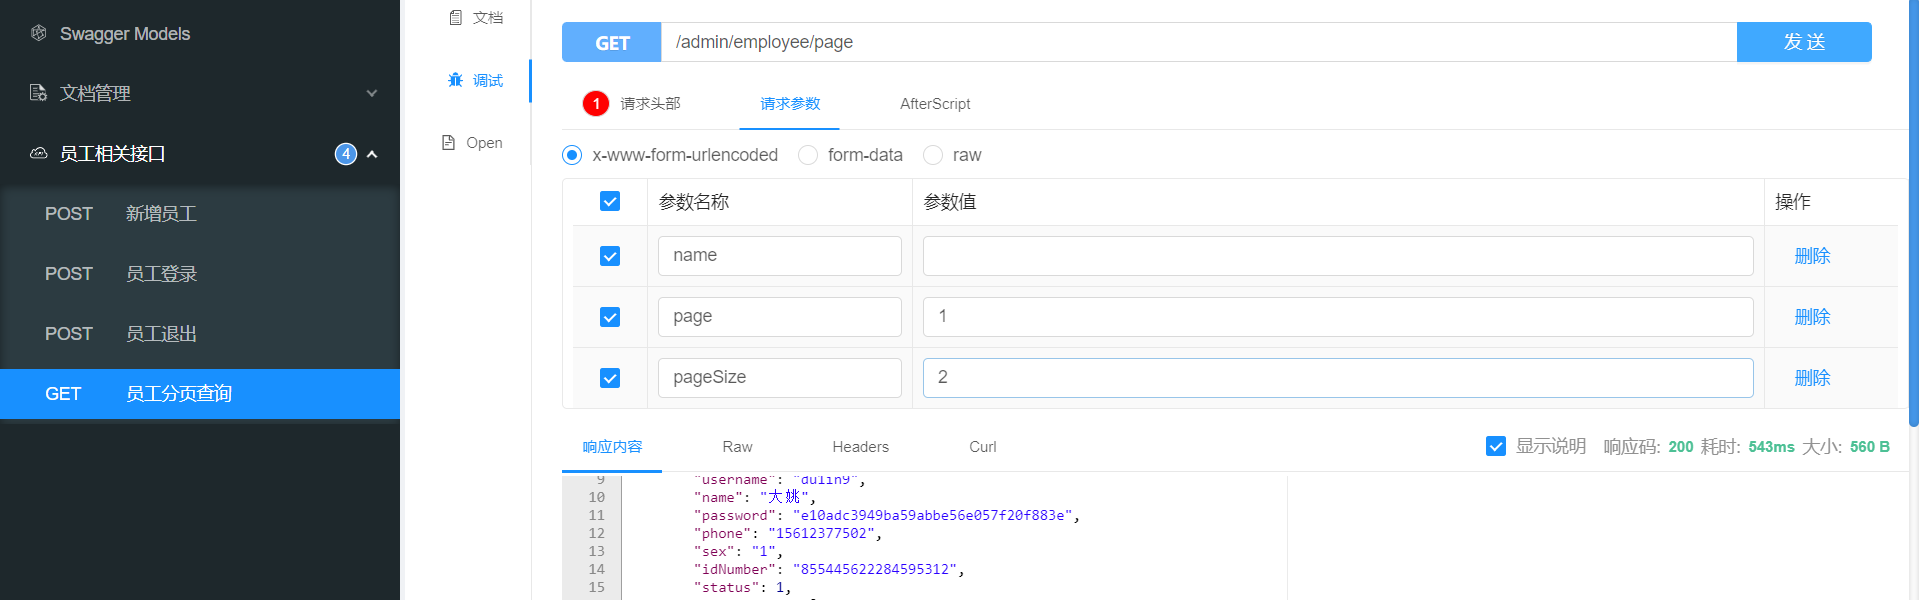 Swagger Models
文档管理
员工相关接口 4
POST 新增员工
POST 员工登录
POST 员工退出
GET 员工分页查询
文档
调试
Open
GET /admin/employee/page 发 送
1 请求头部 请求参数 AfterScript
x-www-form-urlencoded form-data raw
参数名称 参数值 操作
name 删除
page 1 删除
pageSize 2 删除
响应内容 Raw Headers Curl 显示说明 响应码: 200 耗时: 543ms 大小: 560 B
9 "username": "dulin9",
10 "name": "大姚",
11 "password": "e10adc3949ba59abbe56e057f20f883e",
12 "phone": "15612377502",
13 "sex": "1",
14 "idNumber": "855445622284595312",
15 "status": 1,